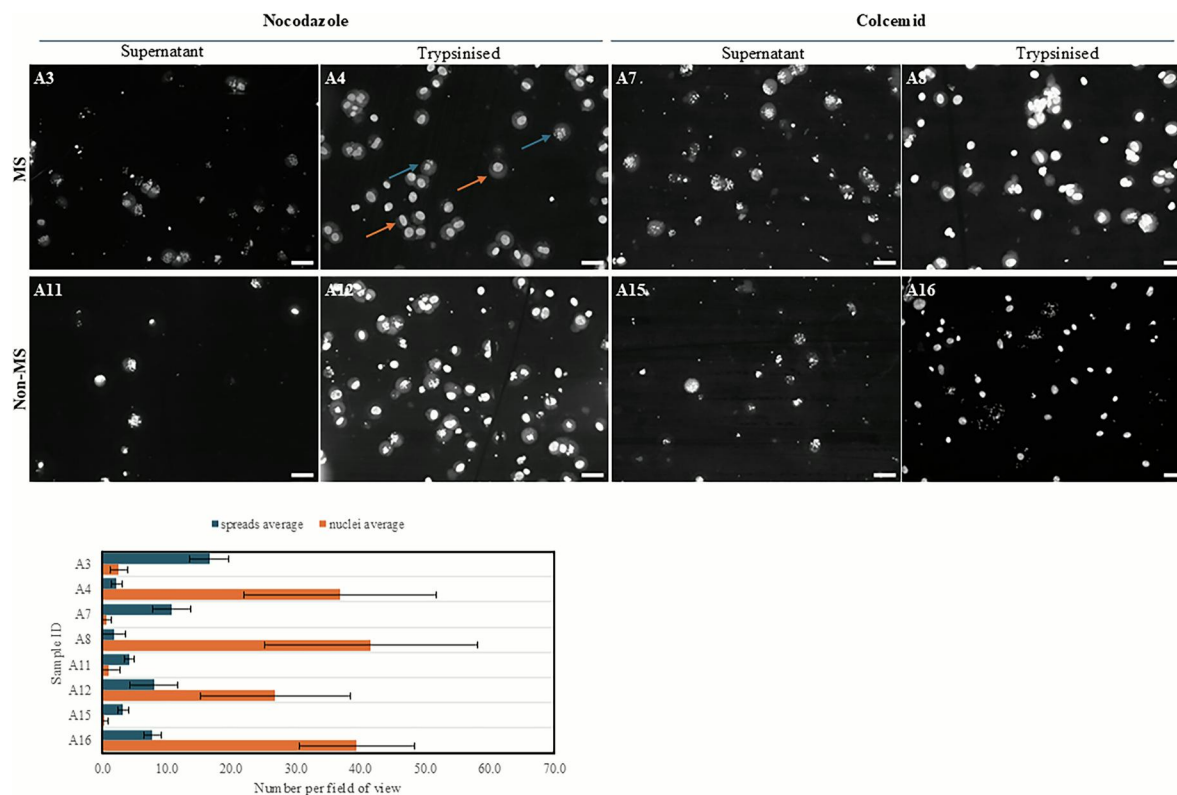 Nocodazole Colcemid
Supernatant Trypsinised Supernatant Trypsinised
MS
A3 A4 A7 A8
Non-MS
A11 A12 A15 A16
spreads average nuclei average
Sample ID
A3
A4
A7
A8
A11
A12
A15
A16
0.0 10.0 20.0 30.0 40.0 50.0 60.0 70.0
Number per field of view